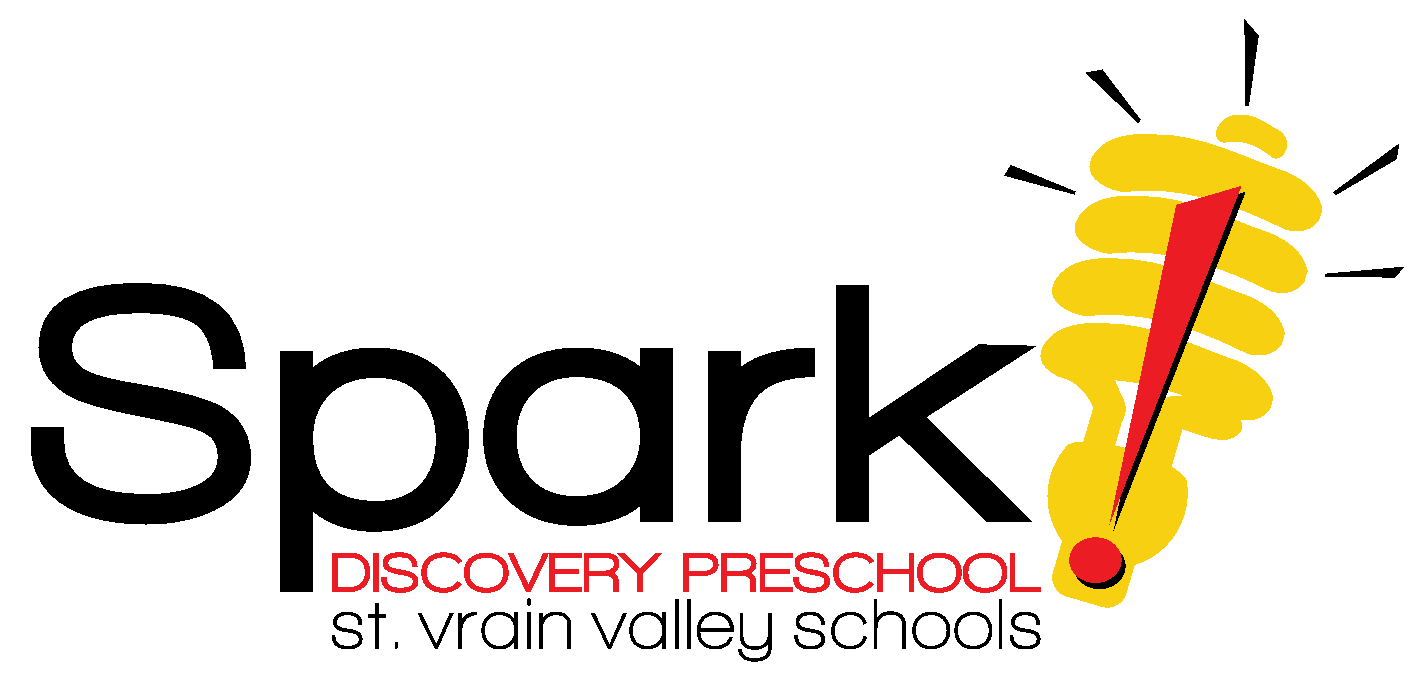 Spark!
DISCOVERY PRESCHOOL
st. vrain valley schools